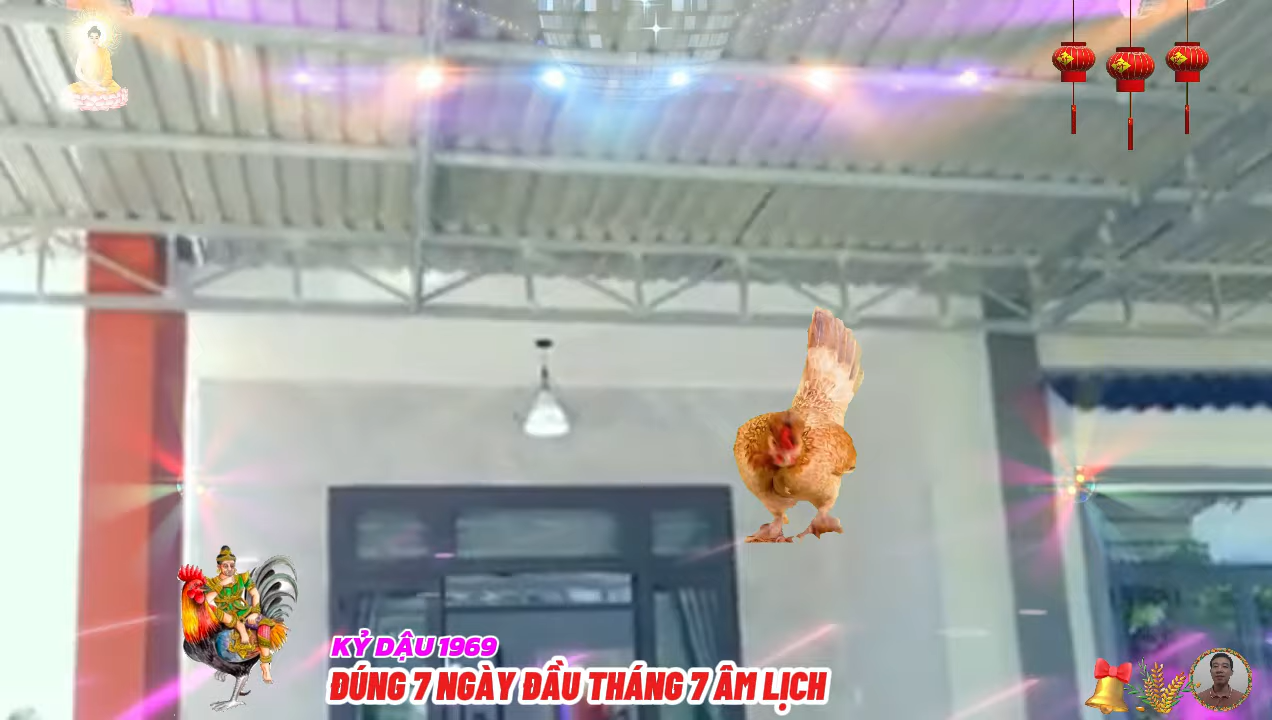 KỶ DẬU 1969
ĐÚNG 7 NGÀY ĐẦU THÁNG 7 ÂM LỊCH